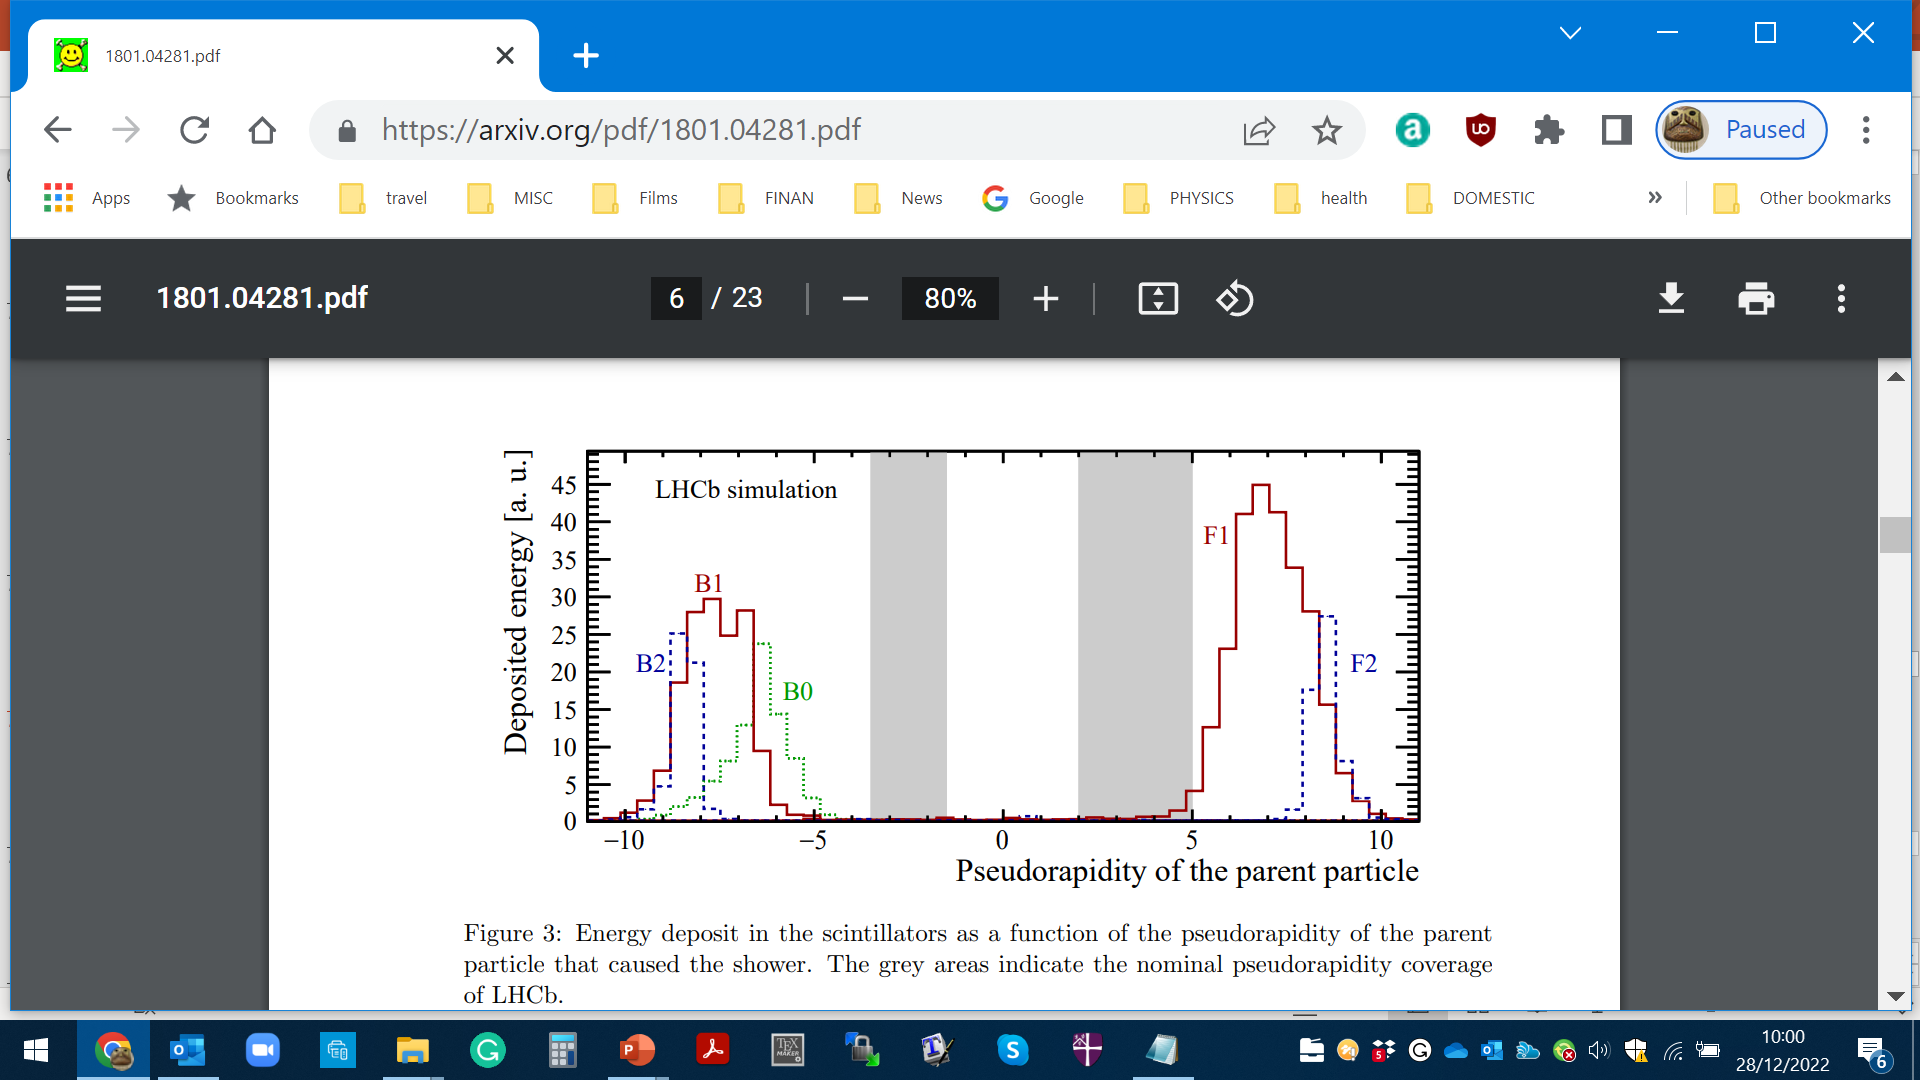 1801.04281.pdf
https://arxiv.org/pdf/1801.04281.pdf
a
uo
Paused
Apps
Bookmarks
travel
MISC
Films
FINAN
News
Google
PHYSICS
health
DOMESTIC
»
Other bookmarks
1801.04281.pdf
6 / 23
80%
Deposited energy [a. u.]
45
40
35
30
25
20
15
10
5
0
LHCb simulation
B1
B2
B0
F1
F2
−10
−5
0
5
10
Pseudorapidity of the parent particle
Figure 3: Energy deposit in the scintillators as a function of the pseudorapidity of the parent
particle that caused the shower. The grey areas indicate the nominal pseudorapidity coverage
of LHCb.
10:00
28/12/2022
6